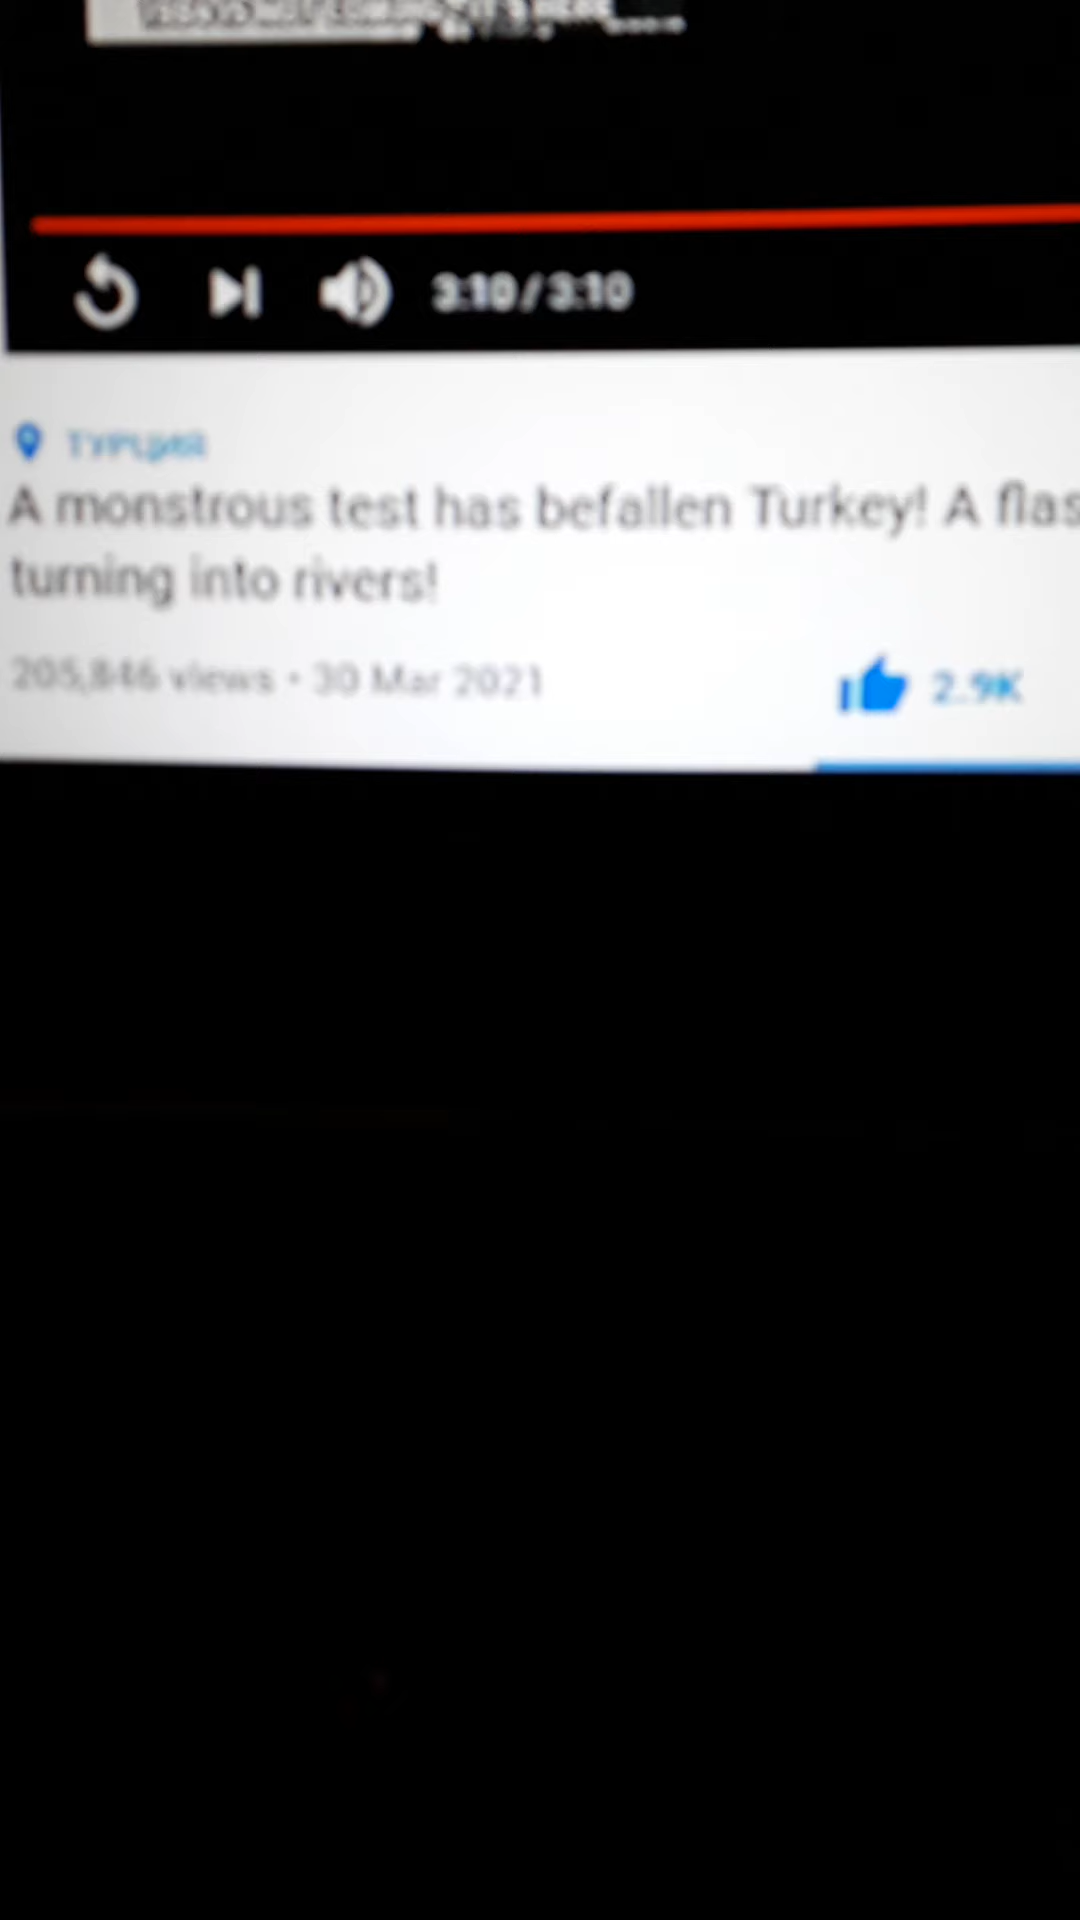 3:10 / 3:10
ТУРЦИЯ
A monstrous test has befallen Turkey! A flas
turning into rivers!
205,846 views • 30 Mar 2021
2.9K